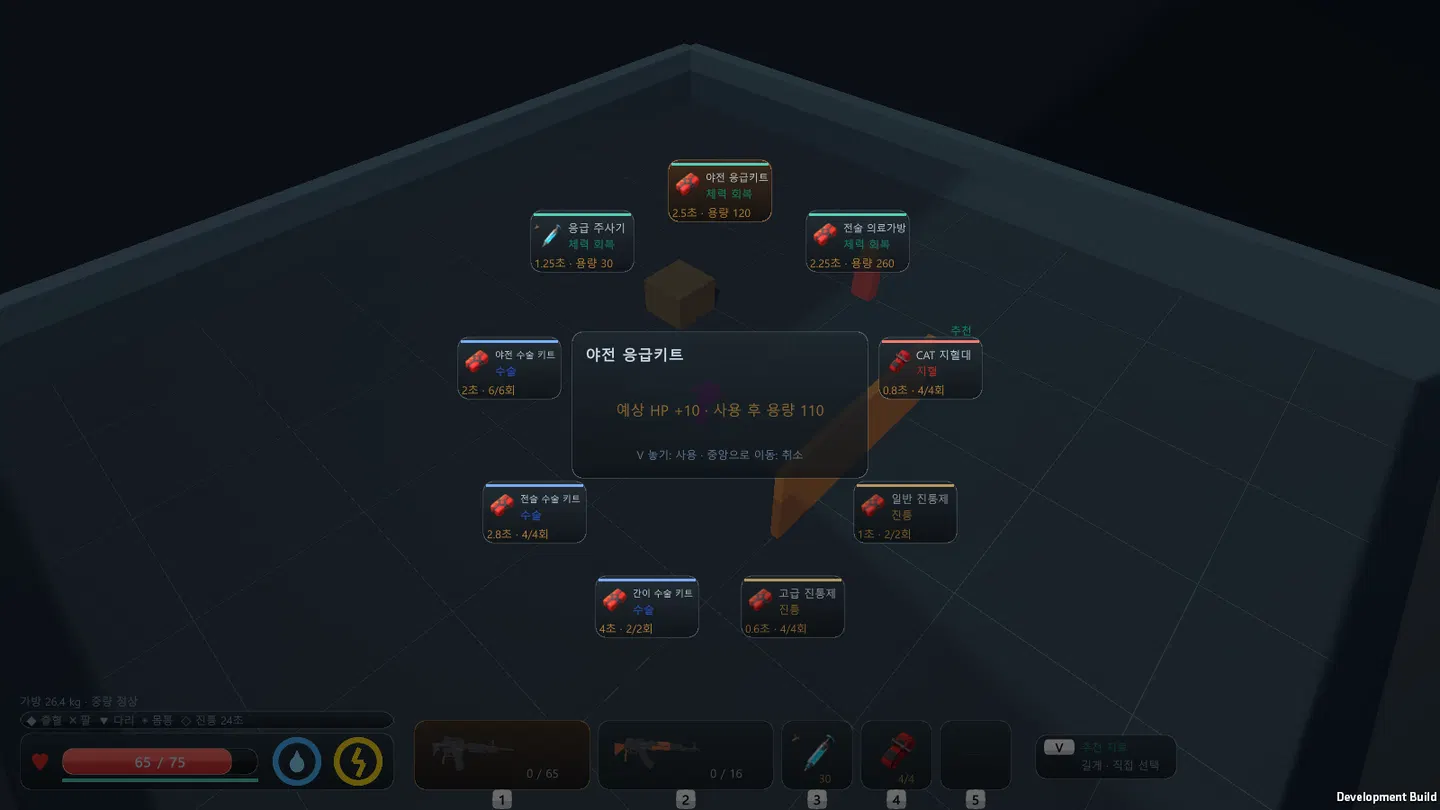 야전 응급키트
체력 회복
2.5초 · 용량 120
응급 주사기
체력 회복
1.25초 · 용량 30
전술 의료가방
체력 회복
2.25초 · 용량 260
야전 수술 키트
수술
2초 · 6/6회
추천
CAT 지혈대
지혈
0.8초 · 4/4회
야전 응급키트
예상 HP +10 · 사용 후 용량 110
V 놓기: 사용 · 중앙으로 이동: 취소
전술 수술 키트
수술
2.8초 · 4/4회
일반 진통제
진통
1초 · 2/2회
간이 수술 키트
수술
4초 · 2/2회
고급 진통제
진통
0.6초 · 4/4회
가방 26.4 kg · 중량 정상
◆ 출혈 ✕ 팔 ♥ 다리 + 몸통 ◇ 진통 24초
65 / 75
0 / 65
1
0 / 16
2
30
3
4/4
4
5
V 추천 치료
길게 · 직접 선택
Development Build